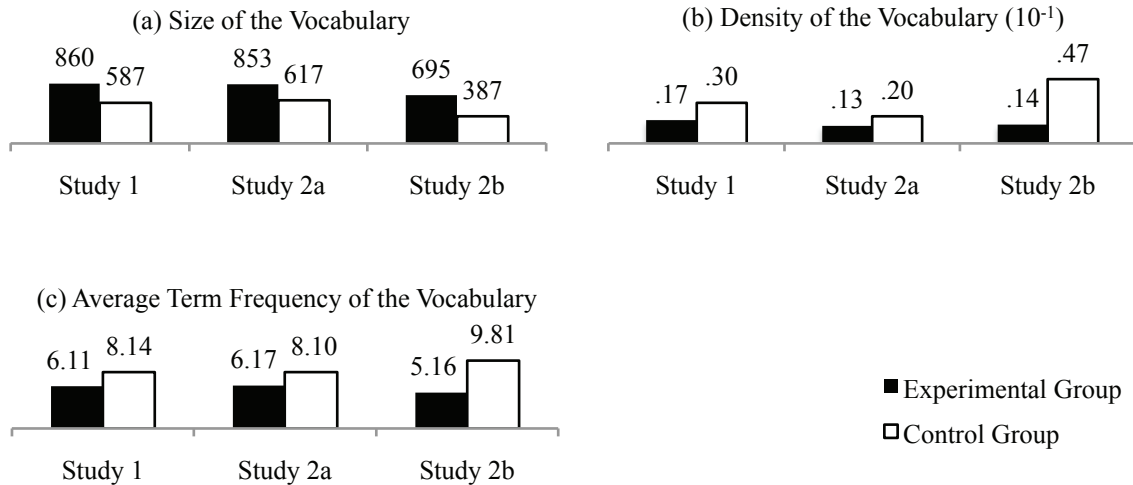 (a) Size of the Vocabulary
860 587 853 617 695 387
Study 1 Study 2a Study 2b
(b) Density of the Vocabulary (10⁻¹)
.17 .30 .13 .20 .14 .47
Study 1 Study 2a Study 2b
(c) Average Term Frequency of the Vocabulary
6.11 8.14 6.17 8.10 5.16 9.81
Study 1 Study 2a Study 2b
Experimental Group
Control Group